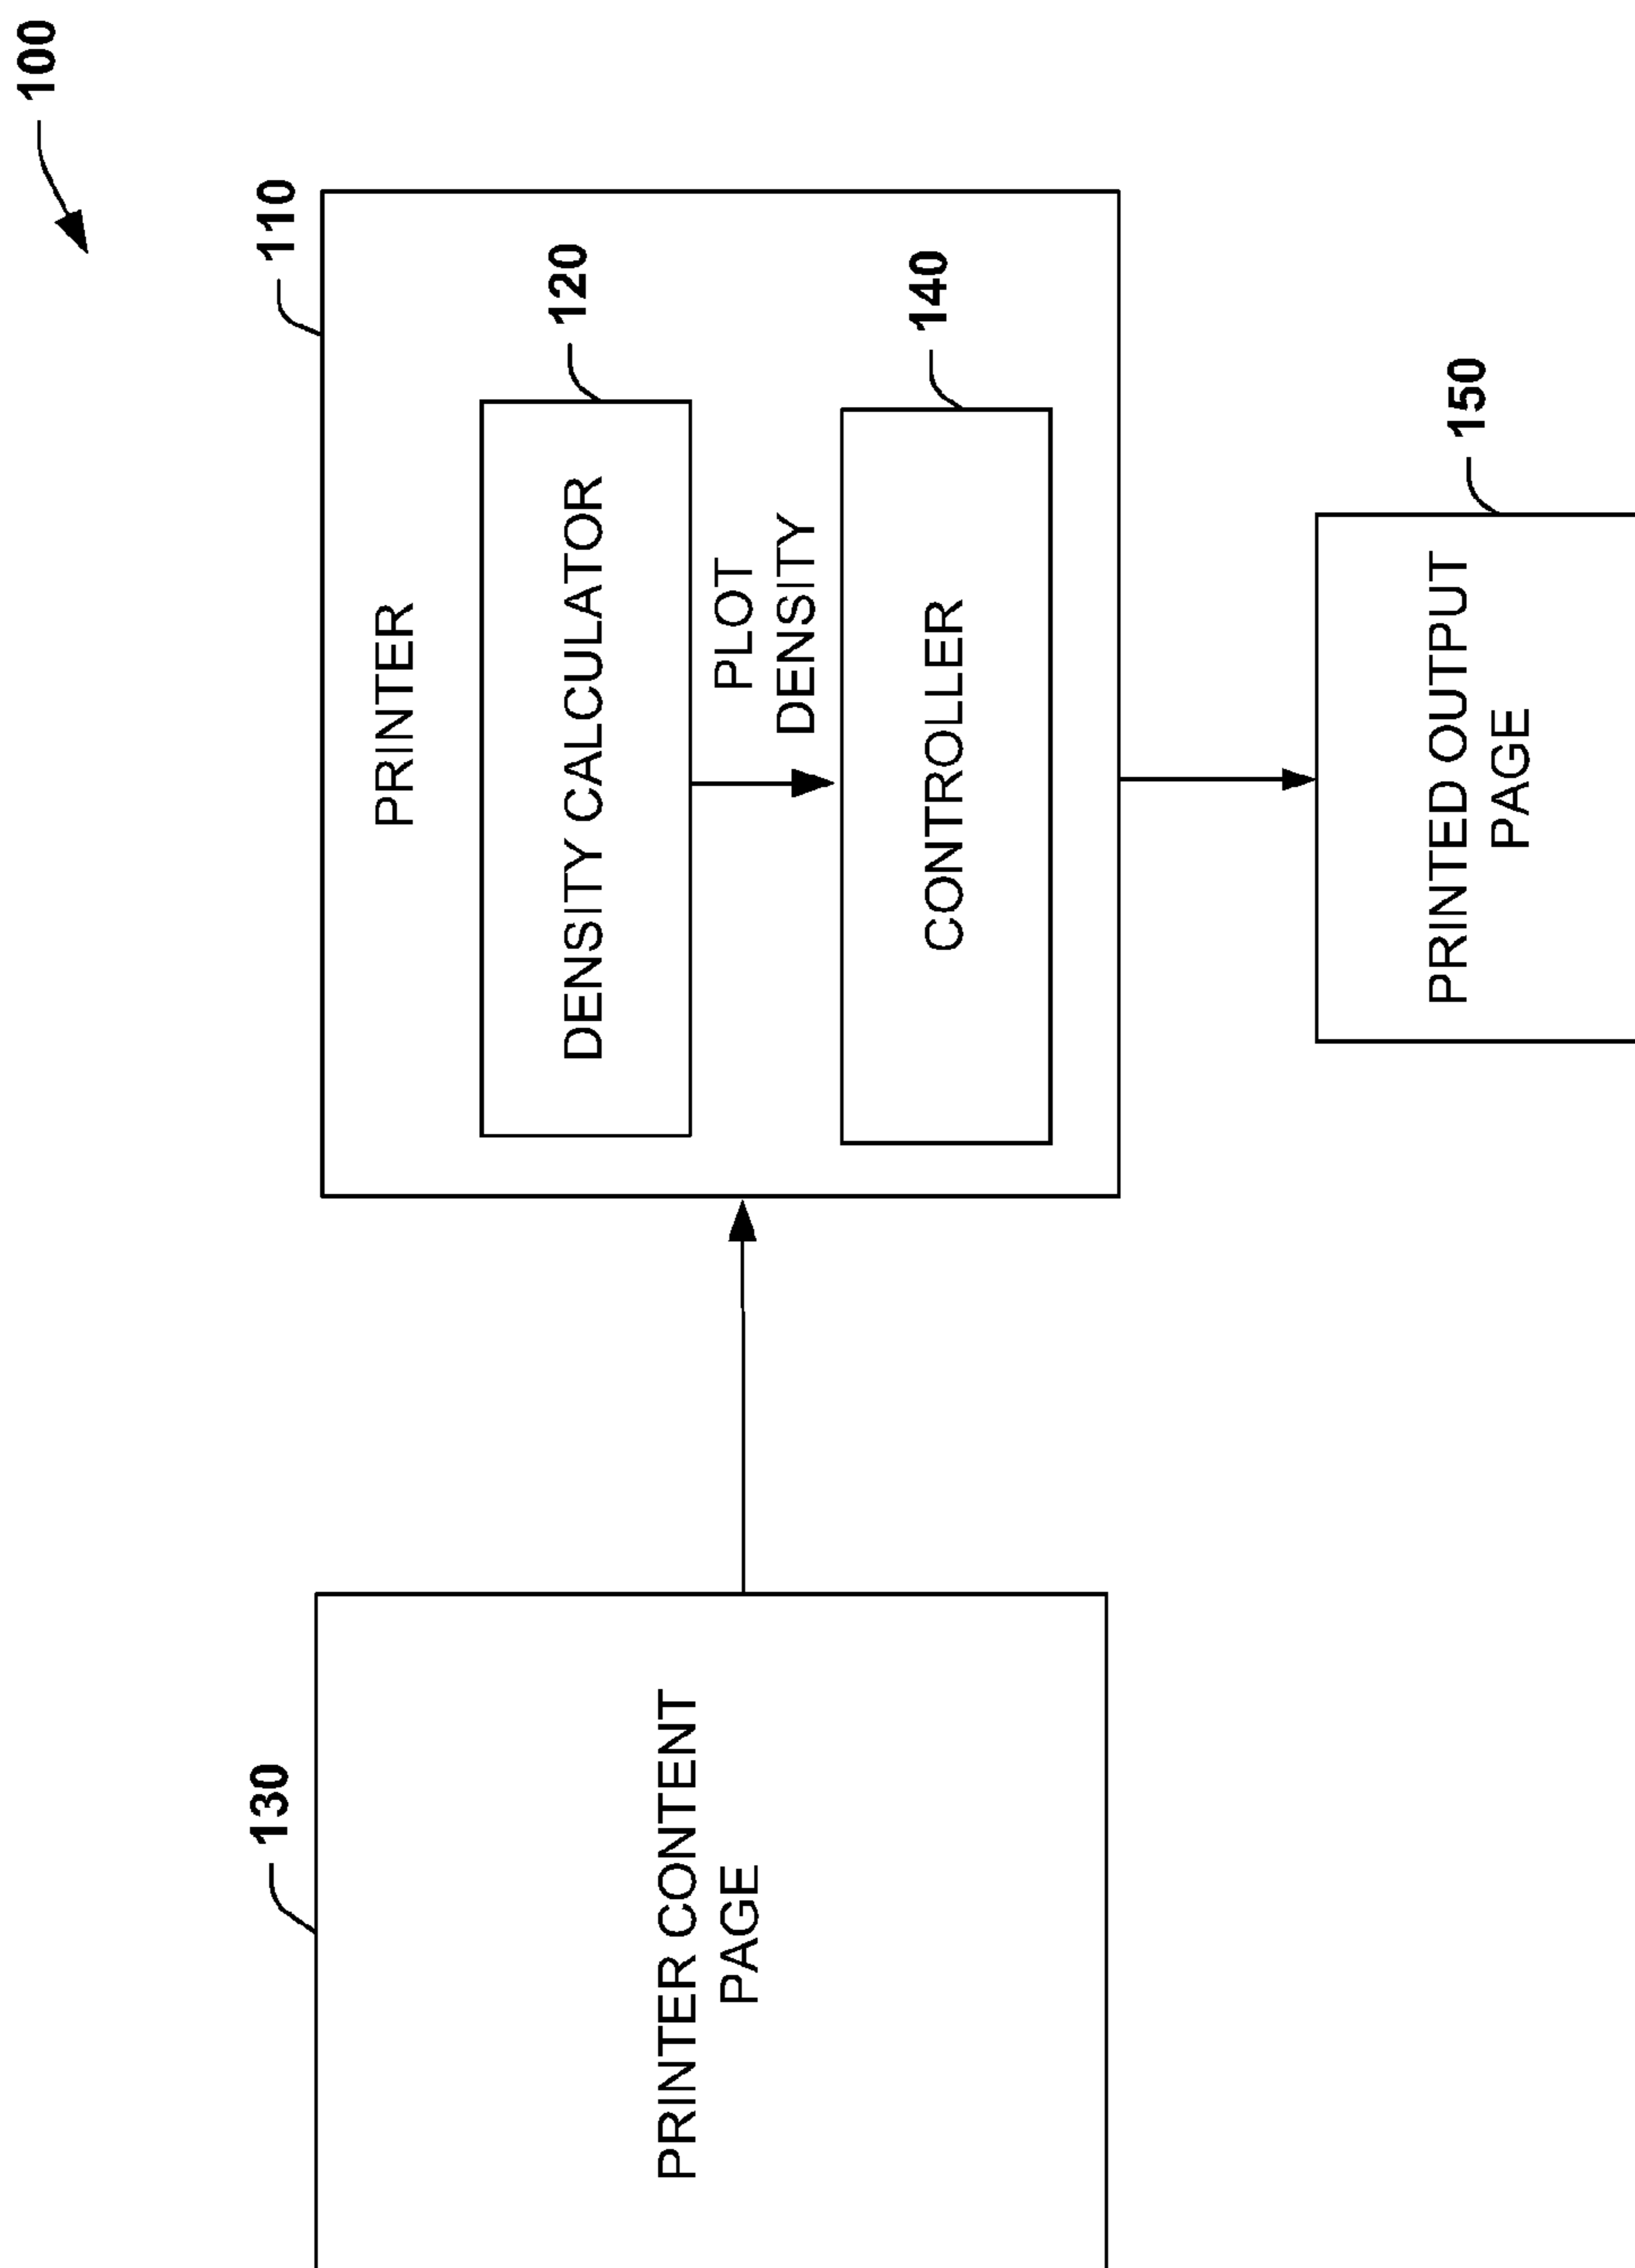 100
110
PRINTER
120
DENSITY CALCULATOR
PLOT
DENSITY
140
CONTROLLER
130
PRINTER CONTENT
PAGE
150
PRINTED OUTPUT
PAGE